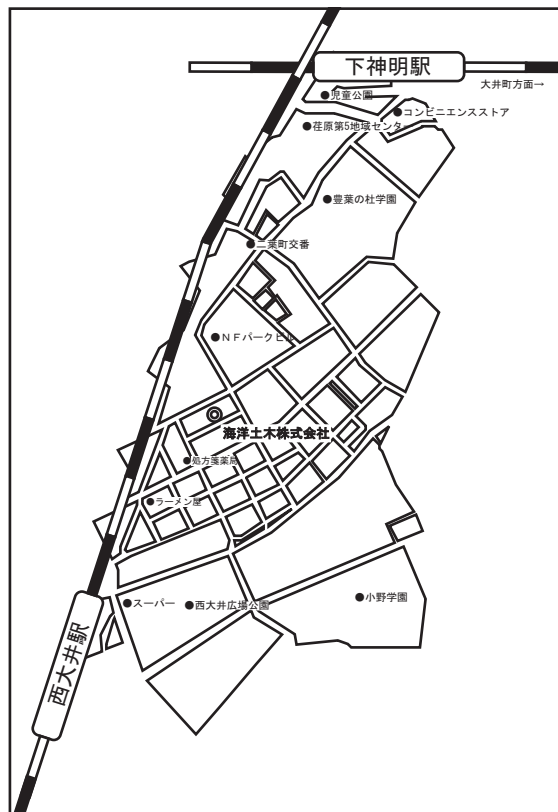 下神明駅
大井町方面→
●児童公園
●コンビニエンスストア
●荏原第5地域センター
●豊葉の杜学園
●二葉町交番
●ＮＦパークビル
◎
海洋土木株式会社
●処方箋薬局
●ラーメン屋
●スーパー
●西大井広場公園
●小野学園
西大井駅